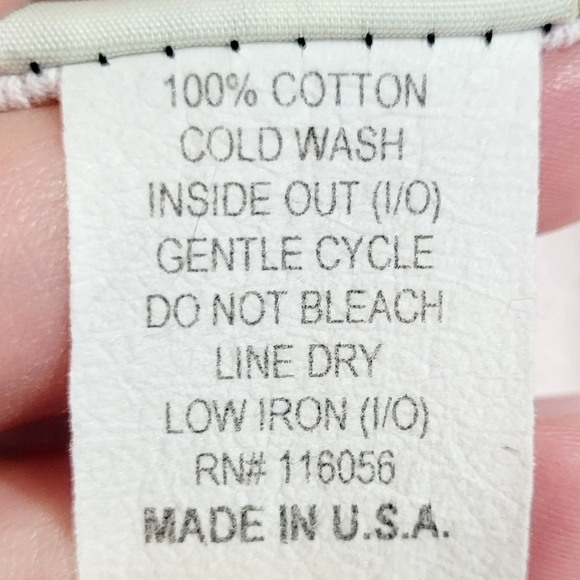 100% COTTON
COLD WASH
INSIDE OUT (I/O)
GENTLE CYCLE
DO NOT BLEACH
LINE DRY
LOW IRON (I/O)
RN# 116056
MADE IN U.S.A.